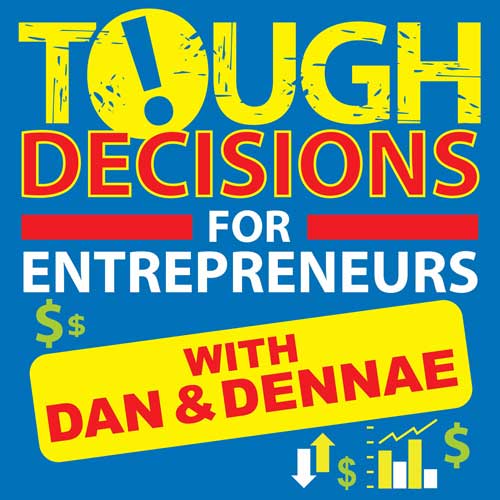 TOUGH
DECISIONS
FOR
ENTREPRENEURS
$ $
WITH
DAN & DENNAE
$ $